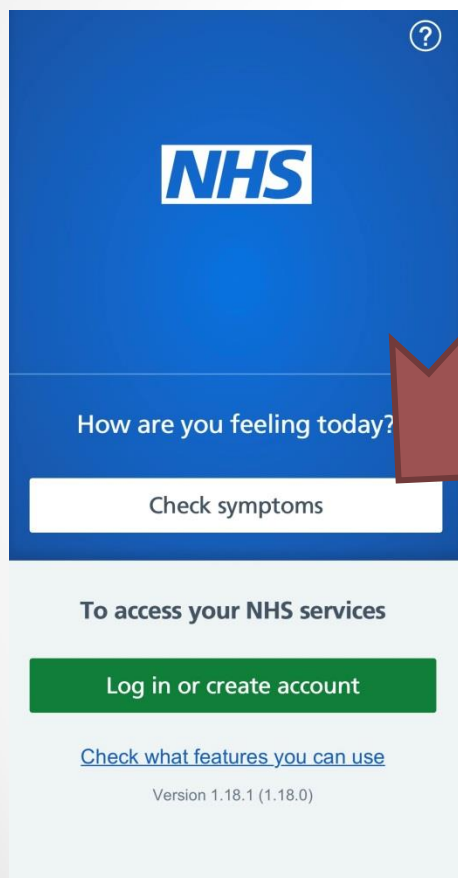 ?
NHS
How are you feeling today?
Check symptoms
To access your NHS services
Log in or create account
Check what features you can use
Version 1.18.1 (1.18.0)